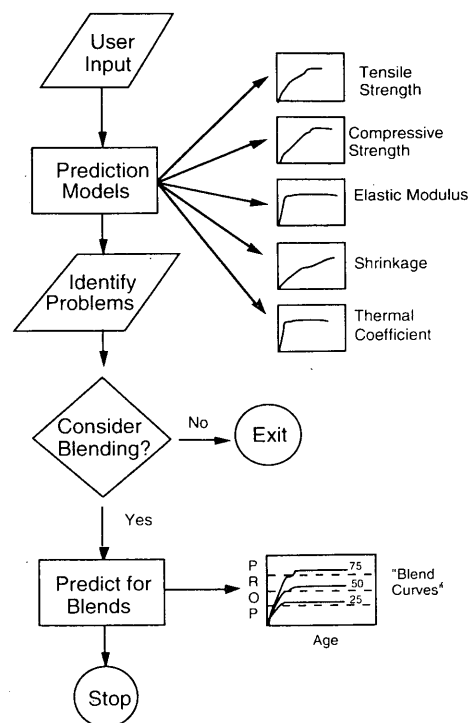 User
Input
Prediction
Models
Tensile
Strength
Compressive
Strength
Elastic Modulus
Shrinkage
Thermal
Coefficient
Identify
Problems
Consider
Blending?
No
Exit
Yes
Predict for
Blends
P
R
O
P
75
50
25
Age
"Blend
Curves"
Stop